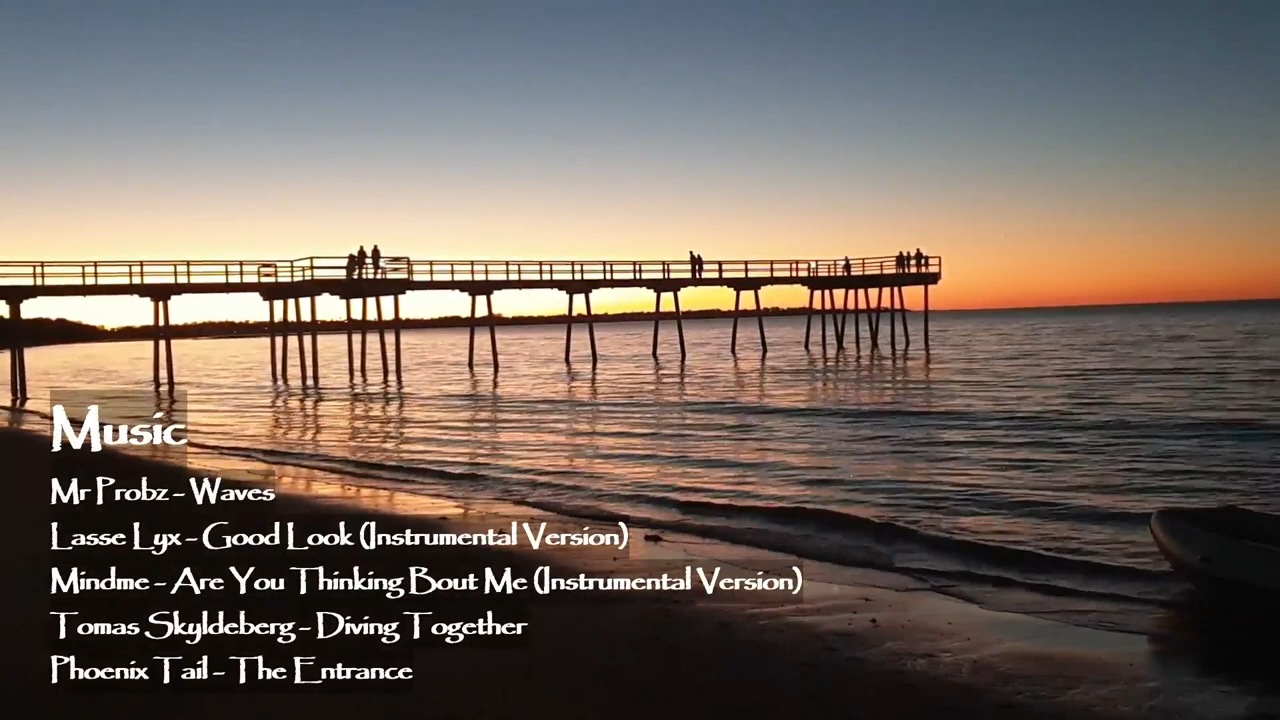 Music
Mr Probz - Waves
Lasse Lyx - Good Look (Instrumental Version)
Mindme - Are You Thinking Bout Me (Instrumental Version)
Tomas Skyldeberg - Diving Together
Phoenix Tail - The Entrance